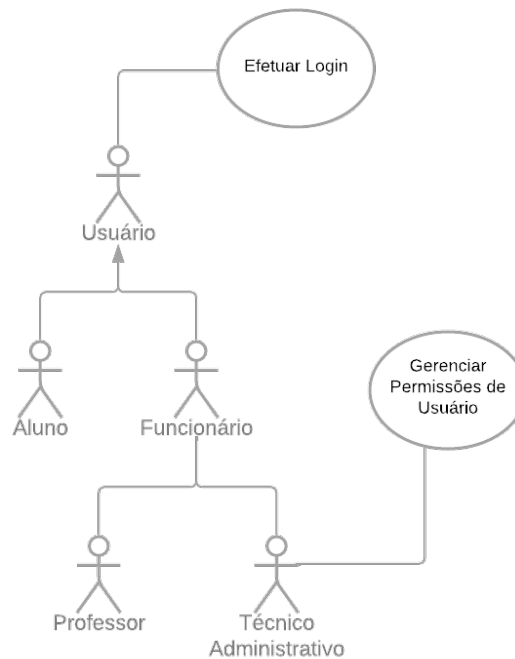 Efetuar Login
Usuário
Gerenciar
Permissões de
Usuário
Aluno
Funcionário
Professor
Técnico
Administrativo